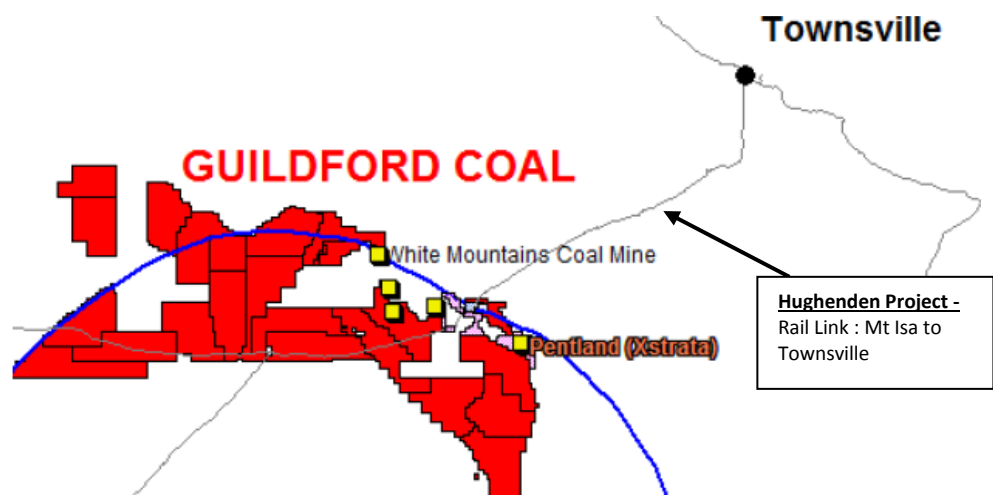 Townsville
GUILDFORD COAL
White Mountains Coal Mine
Pentland (Xstrata)
Hughenden Project -
Rail Link : Mt Isa to
Townsville